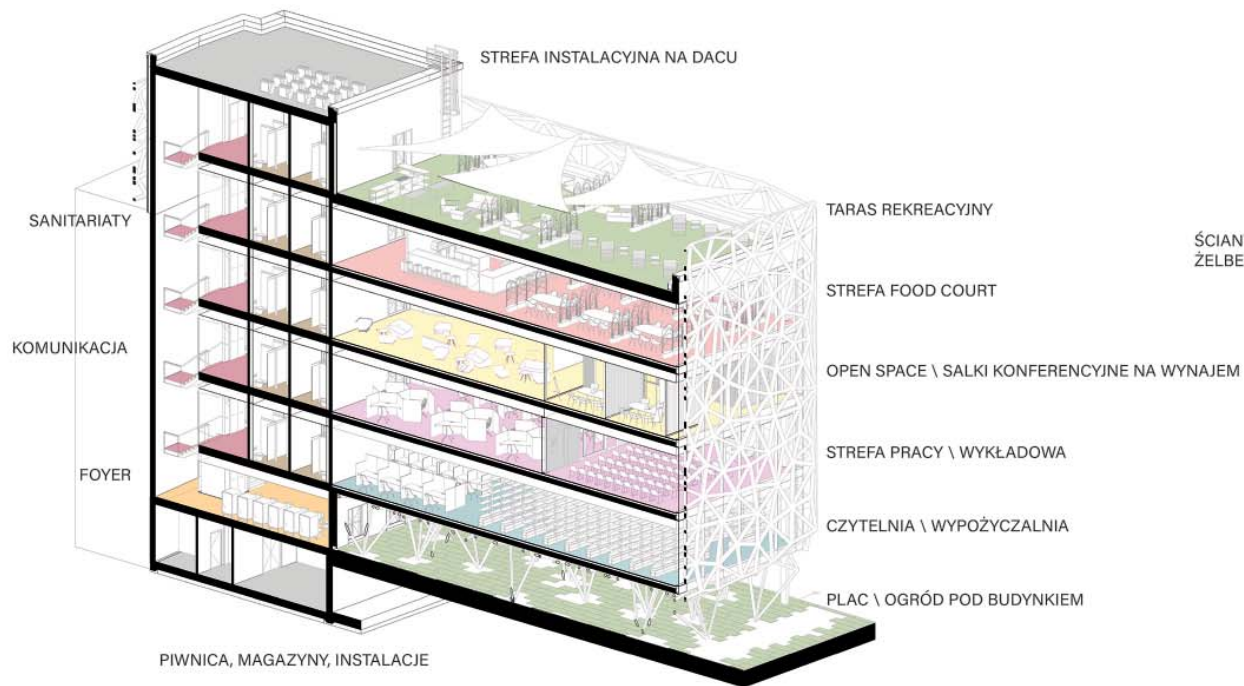 STREFA INSTALACYJNA NA DACU
SANITARIATY
TARAS REKREACYJNY
ŚCIAN
ŻELBE
STREFA FOOD COURT
KOMUNIKACJA
OPEN SPACE \ SALKI KONFERENCYJNE NA WYNAJEM
STREFA PRACY \ WYKŁADOWA
FOYER
CZYTELNIA \ WYPOŻYCZALNIA
PLAC \ OGRÓD POD BUDYNKIEM
PIWNICA, MAGAZYNY, INSTALACJE